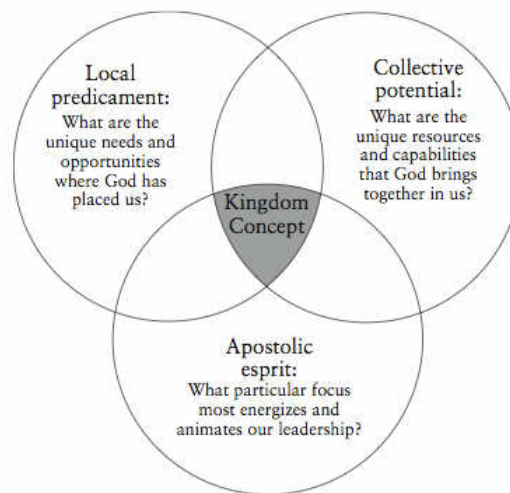 Local
predicament:
What are the
unique needs and
opportunities
where God has
placed us?
Collective
potential:
What are the
unique resources
and capabilities
that God brings
together in us?
Kingdom
Concept
Apostolic
esprit:
What particular focus
most energizes and
animates our leadership?